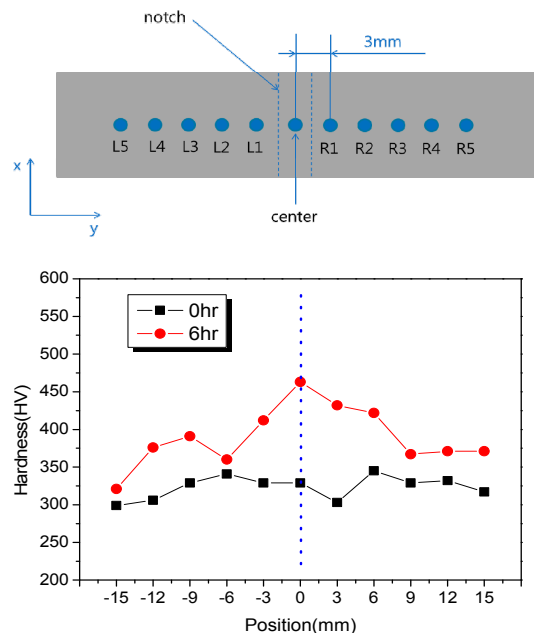 notch
3mm
L5 L4 L3 L2 L1 R1 R2 R3 R4 R5
x
y
center
600
550
500
450
400
350
300
250
200
Hardness(HV)
0hr
6hr
-15 -12 -9 -6 -3 0 3 6 9 12 15
Position(mm)